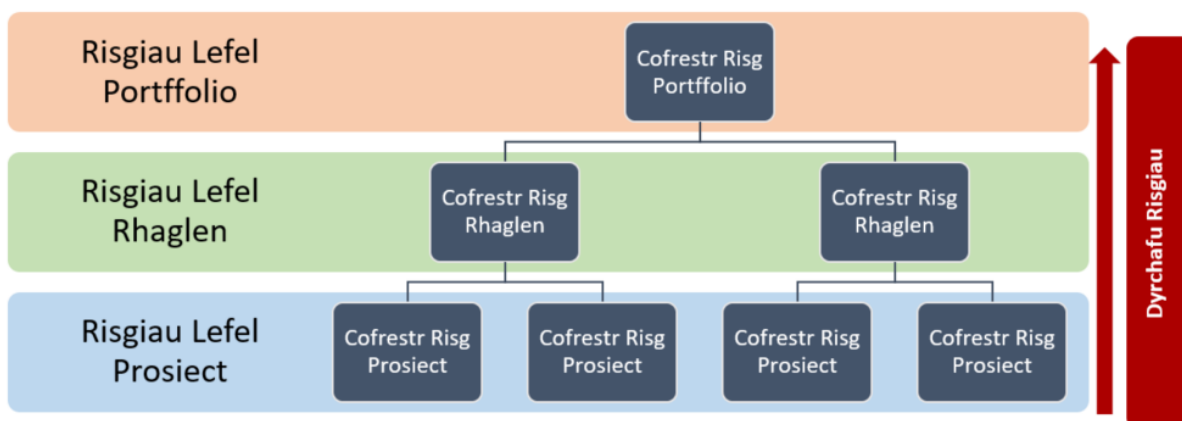 Risgiau Lefel
Portffolio
Cofrestr Risg
Portffolio
Risgiau Lefel
Rhaglen
Cofrestr Risg
Rhaglen
Cofrestr Risg
Rhaglen
Risgiau Lefel
Prosiect
Cofrestr Risg
Prosiect
Cofrestr Risg
Prosiect
Cofrestr Risg
Prosiect
Cofrestr Risg
Prosiect
Dyrchafu Risgiau